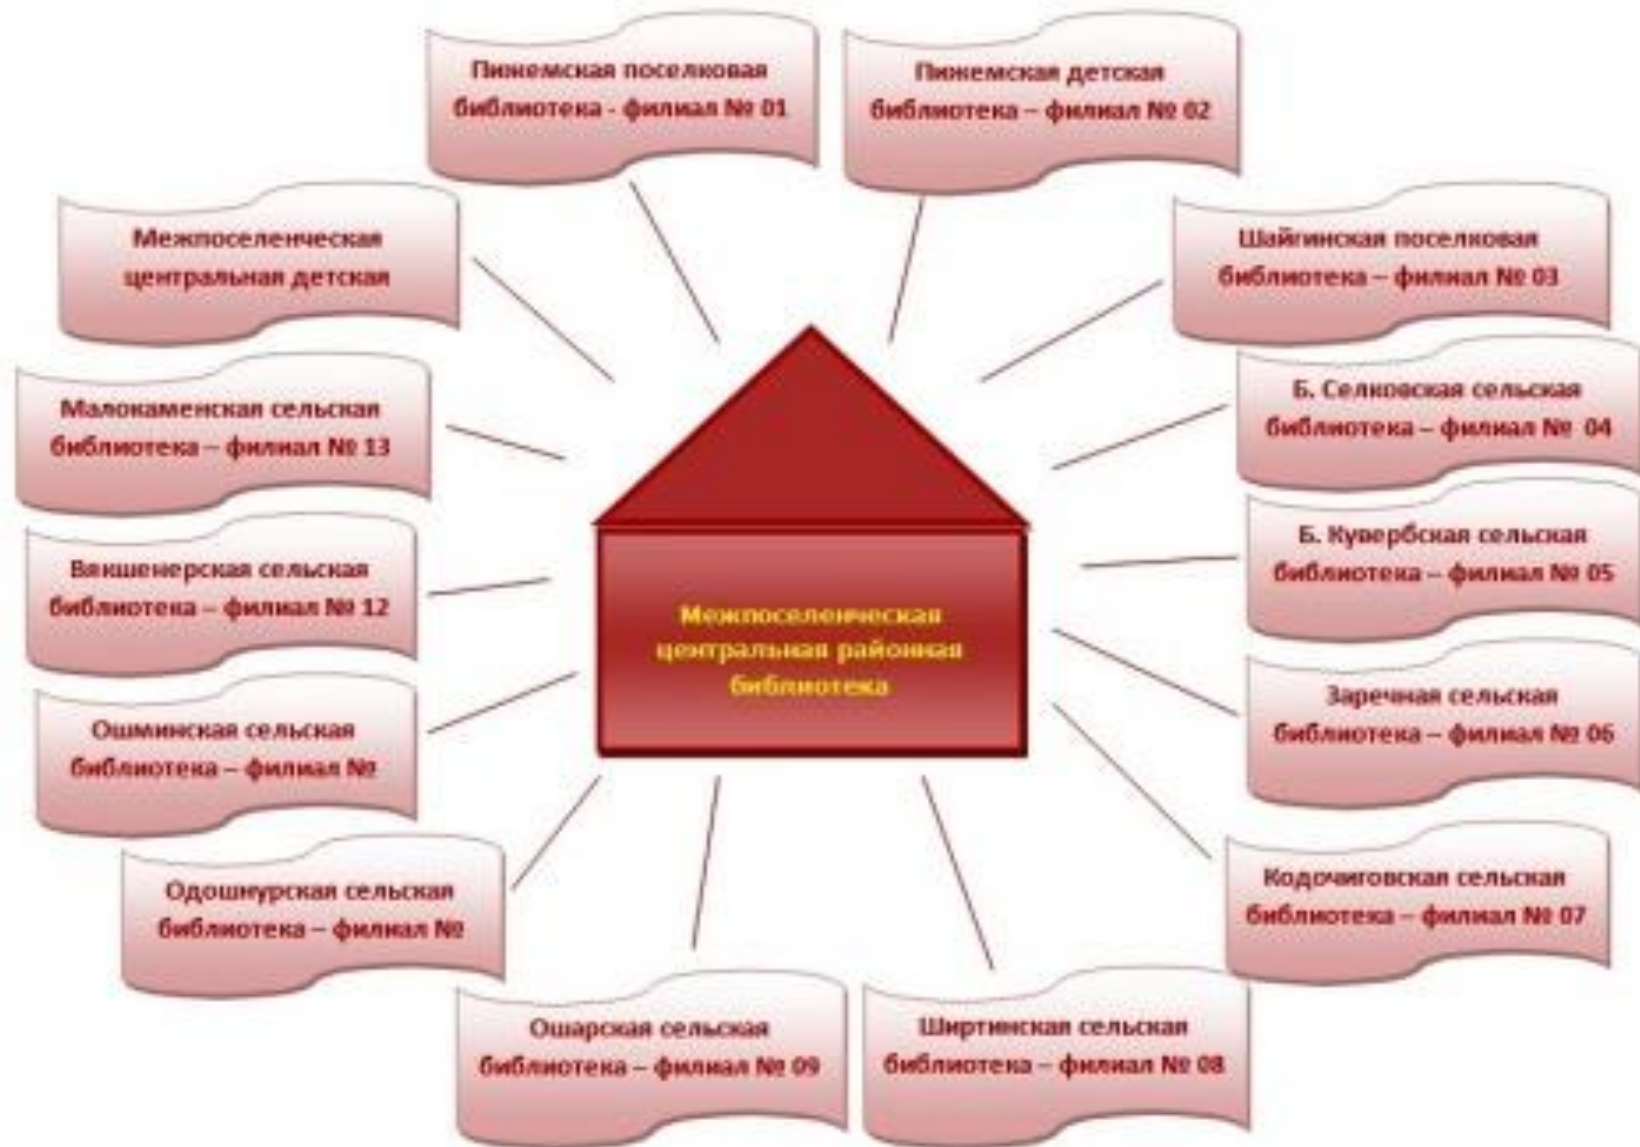 Пижемская поселковая
библиотека - филиал № 01
Пижемская детская
библиотека – филиал № 02
Межпоселенческая
центральная детская
Шайгинская поселковая
библиотека – филиал № 03
Малокаменская сельская
библиотека – филиал № 13
Б. Селковская сельская
библиотека – филиал № 04
Вякшенерская сельская
библиотека – филиал № 12
Б. Кувербская сельская
библиотека – филиал № 05
Межпоселенческая
центральная районная
библиотека
Ошминская сельская
библиотека – филиал №
Заречная сельская
библиотека – филиал № 06
Одошнурская сельская
библиотека – филиал №
Кодочиговская сельская
библиотека – филиал № 07
Ошарская сельская
библиотека – филиал № 09
Ширтинская сельская
библиотека – филиал № 08